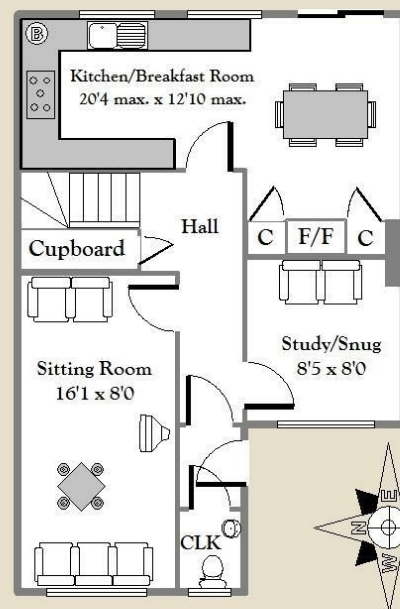 B
Kitchen/Breakfast Room
20'4 max. x 12'10 max.
Hall
C
F/F
C
Cupboard
Study/Snug
8'5 x 8'0
Sitting Room
16'1 x 8'0
CLK
E
N
W